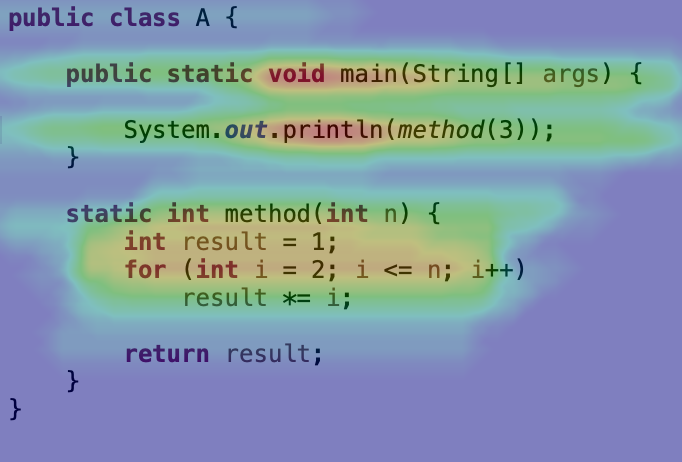 public class A {
public static void main(String[] args) {
System.out.println(method(3));
}
static int method(int n) {
int result = 1;
for (int i = 2; i <= n; i++)
result *= i;
return result;
}
}